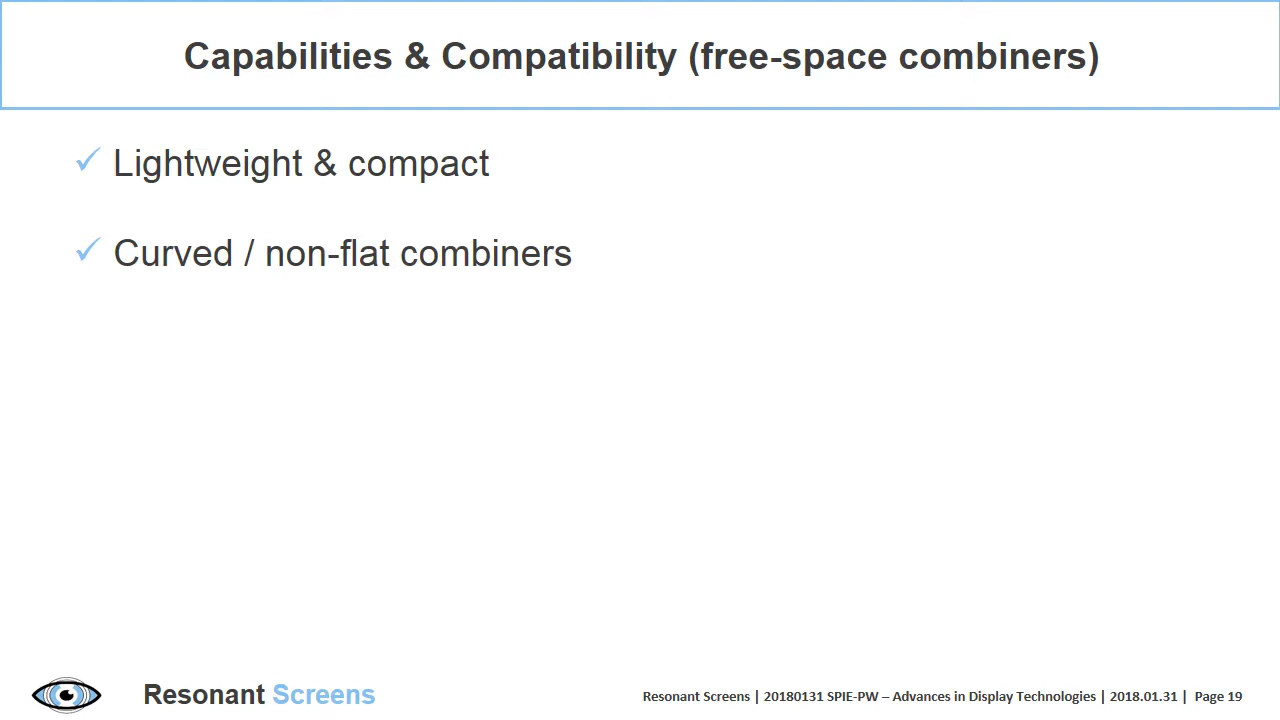 Capabilities & Compatibility (free-space combiners)
✓ Lightweight & compact
✓ Curved / non-flat combiners
Resonant Screens
Resonant Screens | 20180131 SPIE-PW – Advances in Display Technologies | 2018.01.31 | Page 19